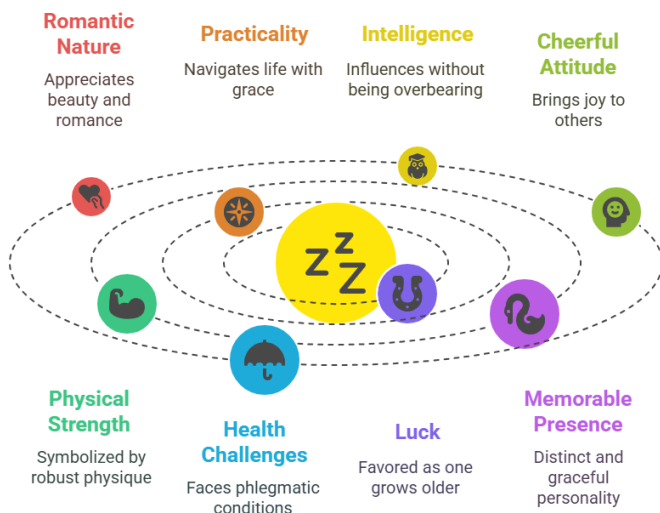 Romantic
Nature
Appreciates
beauty and
romance
Practicality
Navigates life with
grace
Intelligence
Influences without
being overbearing
Cheerful
Attitude
Brings joy to
others
z
z
z
Physical
Strength
Symbolized by
robust physique
Health
Challenges
Faces phlegmatic
conditions
Luck
Favored as one
grows older
Memorable
Presence
Distinct and
graceful
personality